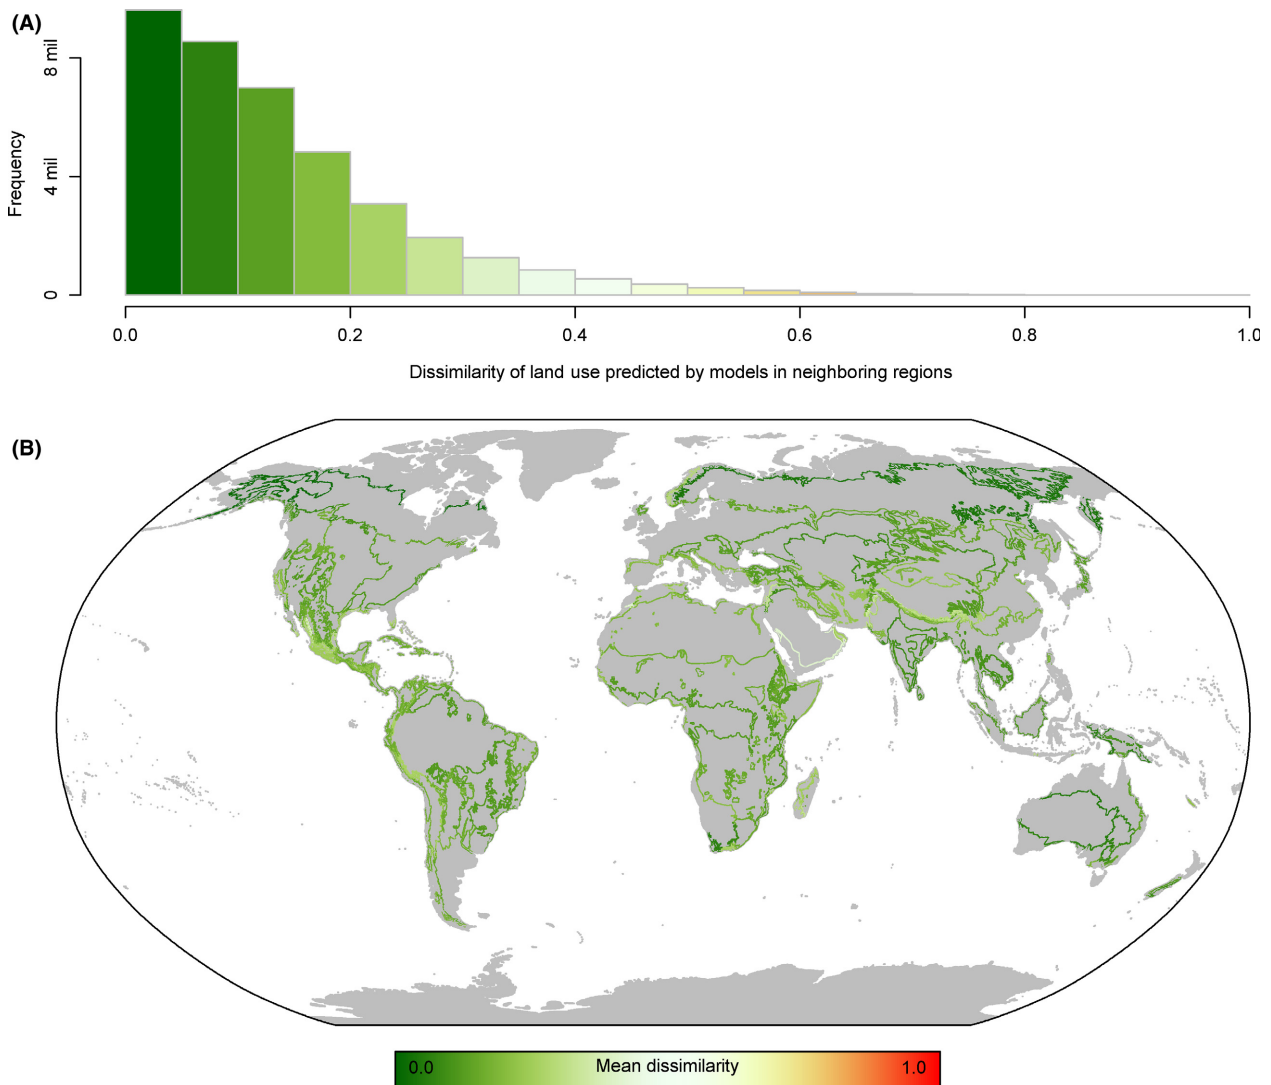 (A)
Frequency
8 mil
4 mil
0
0.0 0.2 0.4 0.6 0.8 1.0
Dissimilarity of land use predicted by models in neighboring regions
(B)
0.0 Mean dissimilarity 1.0